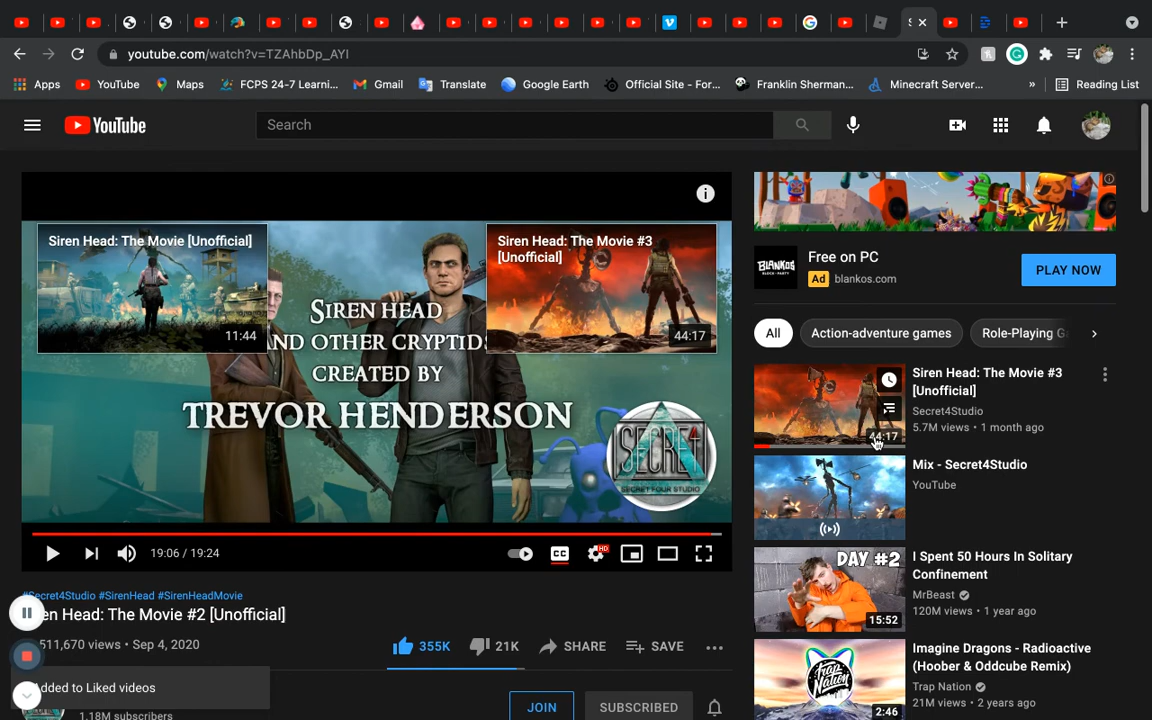 youtube.com/watch?v=TZAhbDp_AYI
Apps
YouTube
Maps
FCPS 24-7 Learni...
Gmail
Translate
Google Earth
Official Site - For...
Franklin Sherman...
Minecraft Server...
»
Reading List
YouTube
Search
Siren Head: The Movie [Unofficial]
11:44
Siren Head: The Movie #3
[Unofficial]
44:17
SIREN HEAD
AND OTHER CRYPTIDS
CREATED BY
TREVOR HENDERSON
SECRET 4
SECRET FOUR STUDIO
19:06 / 19:24
CC
HD
#Secret4Studio #SirenHead #SirenHeadMovie
en Head: The Movie #2 [Unofficial]
511,670 views • Sep 4, 2020
355K
21K
SHARE
SAVE
Added to Liked videos
1.18M subscribers
JOIN
SUBSCRIBED
BLANKOS
Free on PC
Ad blankos.com
PLAY NOW
All
Action-adventure games
Role-Playing Ga
Siren Head: The Movie #3
[Unofficial]
Secret4Studio
5.7M views • 1 month ago
44:17
Mix - Secret4Studio
YouTube
DAY #2
15:52
I Spent 50 Hours In Solitary
Confinement
MrBeast
120M views • 1 year ago
Trap Nation
2:46
Imagine Dragons - Radioactive
(Hoober & Oddcube Remix)
Trap Nation
21M views • 2 years ago